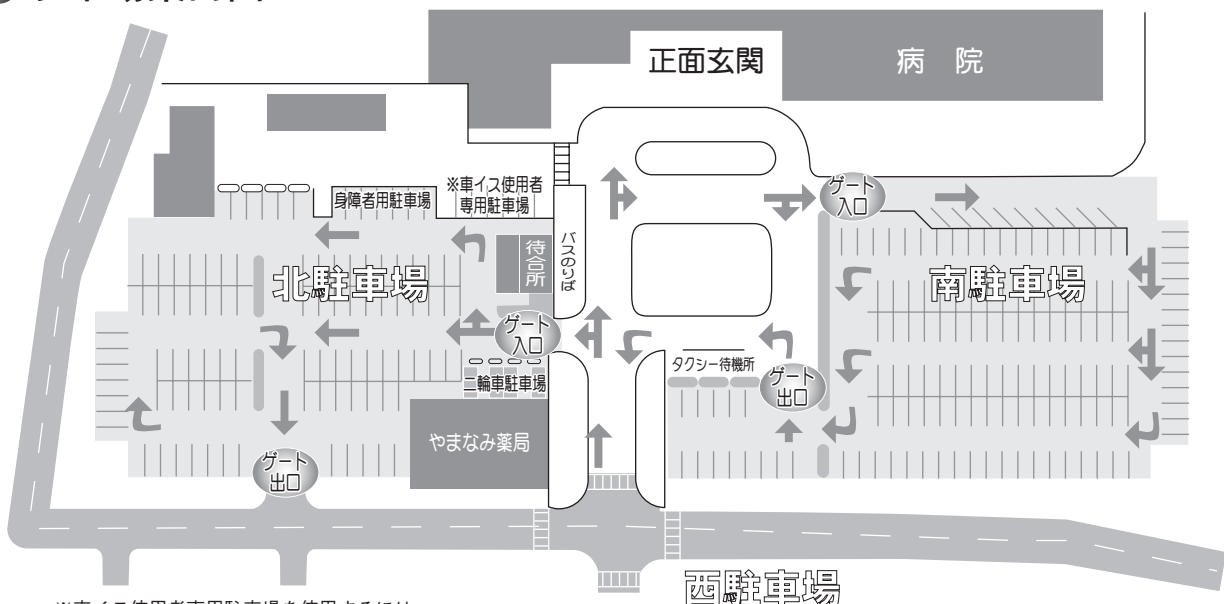 正面玄関
病 院
※車イス使用者
専用駐車場
身障者用駐車場
ゲート
入口
待合所
バスのりば
北駐車場
南駐車場
ゲート
入口
タクシー待機所
ゲート
出口
二輪車駐車場
やまなみ薬局
ゲート
出口
西駐車場